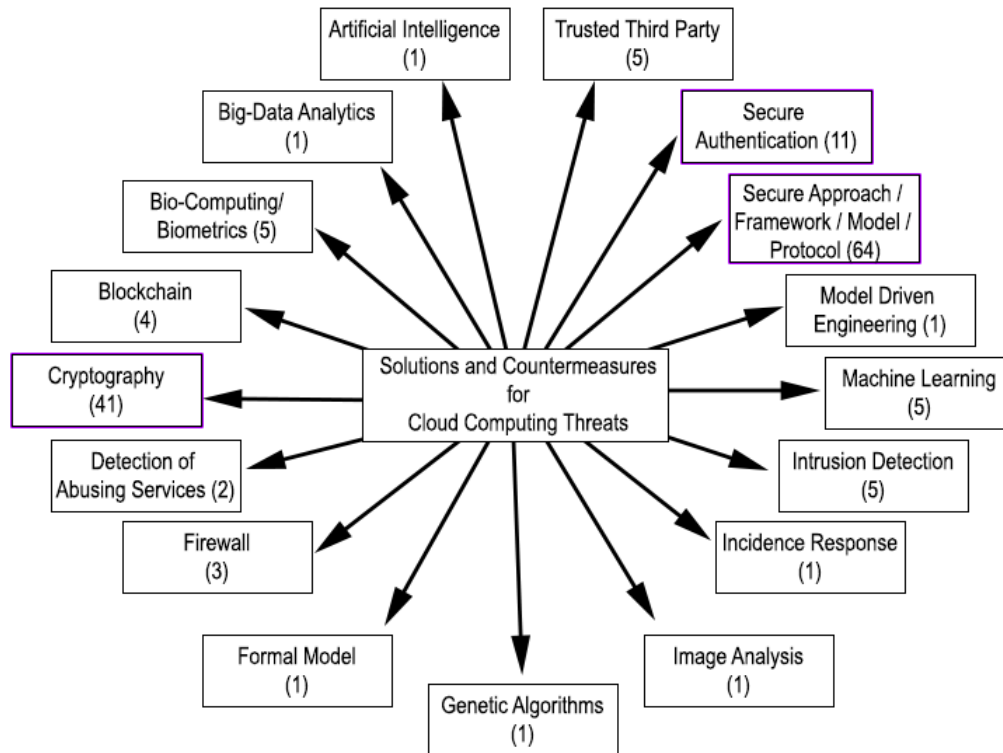 Artificial Intelligence
(1)
Trusted Third Party
(5)
Big-Data Analytics
(1)
Secure
Authentication (11)
Bio-Computing/
Biometrics (5)
Secure Approach /
Framework / Model /
Protocol (64)
Blockchain
(4)
Model Driven
Engineering (1)
Solutions and Countermeasures
for
Cloud Computing Threats
Cryptography
(41)
Machine Learning
(5)
Detection of
Abusing Services (2)
Intrusion Detection
(5)
Firewall
(3)
Incidence Response
(1)
Formal Model
(1)
Image Analysis
(1)
Genetic Algorithms
(1)